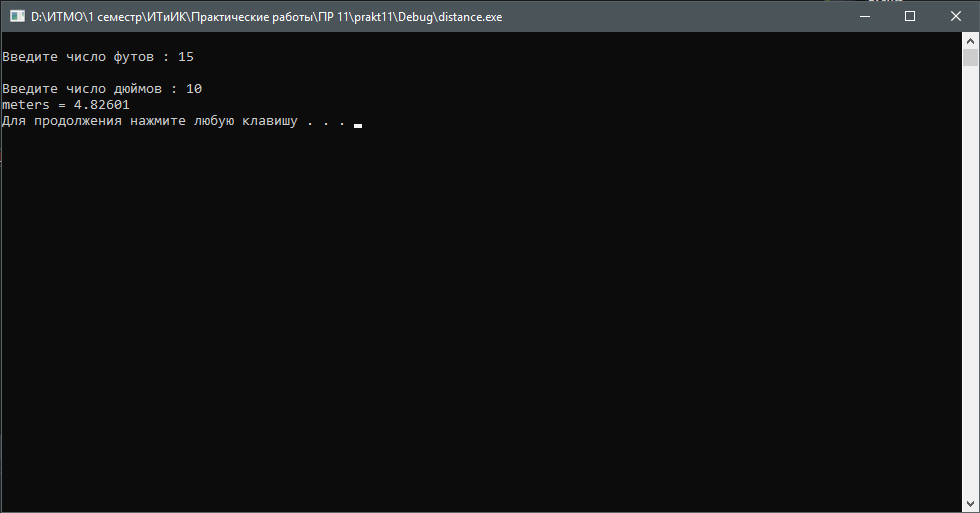 D:\ИТМО\1 семестр\ИТиИК\Практические работы\ПР 11\prakt11\Debug\distance.exe
Введите число футов : 15
Введите число дюймов : 10
meters = 4.82601
Для продолжения нажмите любую клавишу . . .